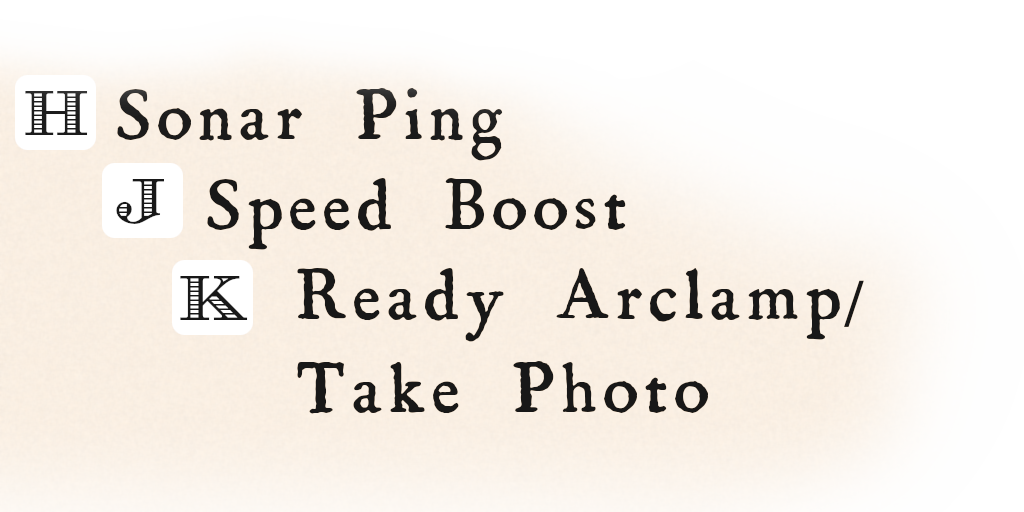 H Sonar Ping
J Speed Boost
K Ready Arclamp/
Take Photo